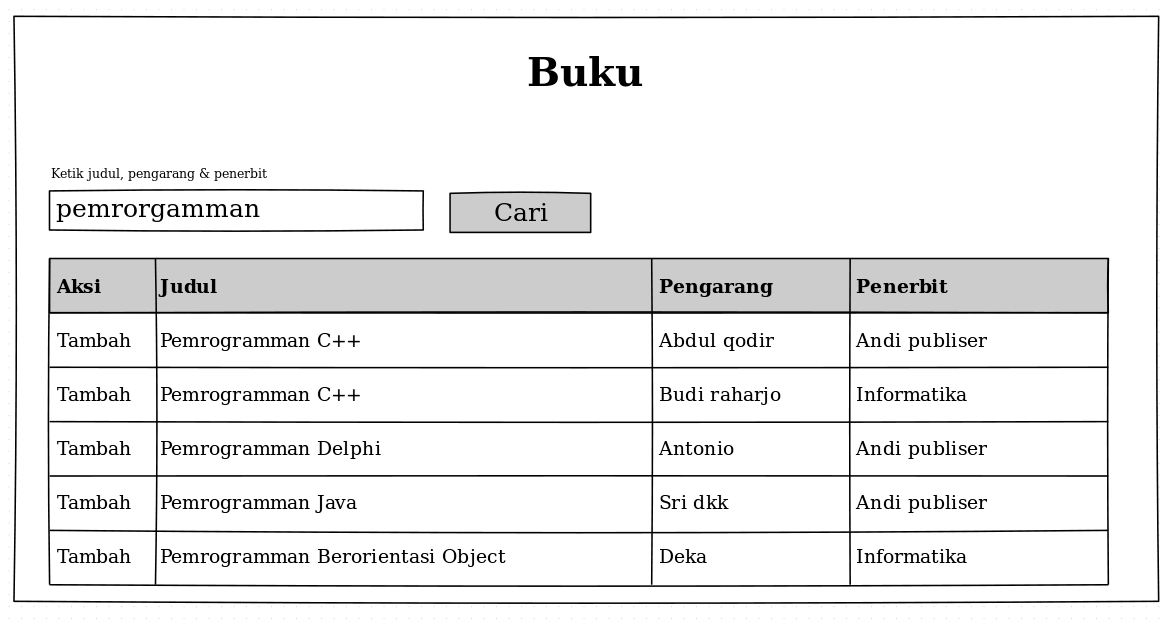 Buku
Ketik judul, pengarang & penerbit
pemrorgamman
Cari
Aksi Judul Pengarang Penerbit
Tambah Pemrogramman C++ Abdul qodir Andi publiser
Tambah Pemrogramman C++ Budi raharjo Informatika
Tambah Pemrogramman Delphi Antonio Andi publiser
Tambah Pemrogramman Java Sri dkk Andi publiser
Tambah Pemrogramman Berorientasi Object Deka Informatika